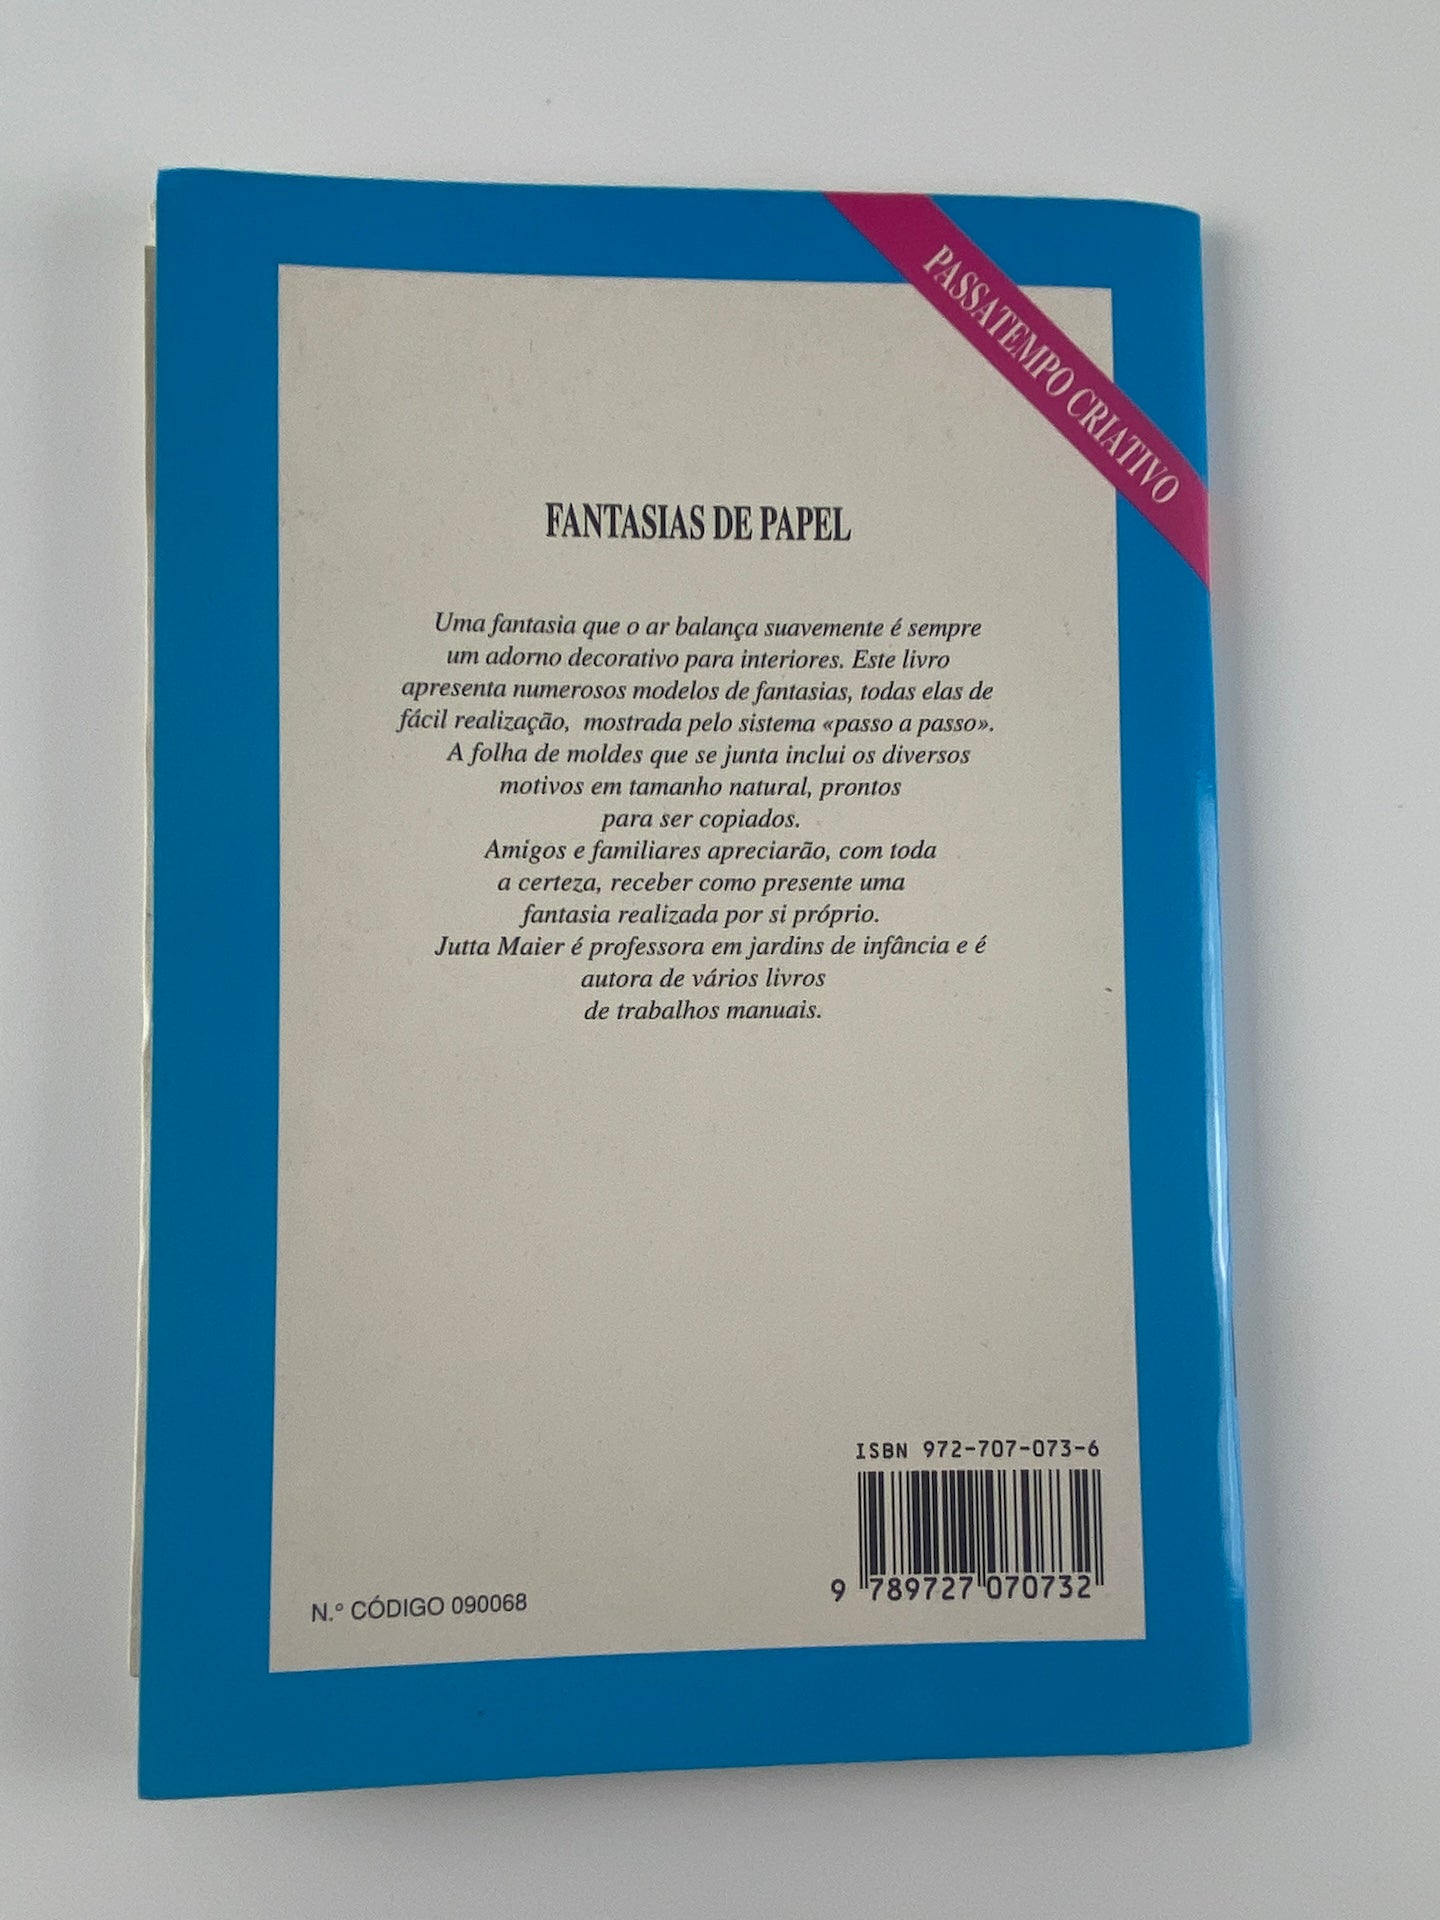 PASSATEMPO CRIATIVO
FANTASIAS DE PAPEL
Uma fantasia que o ar balança suavemente é sempre
um adorno decorativo para interiores. Este livro
apresenta numerosos modelos de fantasias, todas elas de
fácil realização, mostrada pelo sistema «passo a passo».
A folha de moldes que se junta inclui os diversos
motivos em tamanho natural, prontos
para ser copiados.
Amigos e familiares apreciarão, com toda
a certeza, receber como presente uma
fantasia realizada por si próprio.
Jutta Maier é professora em jardins de infância e é
autora de vários livros
de trabalhos manuais.
ISBN 972-707-073-6
9 789727 070732
N.º CÓDIGO 090068